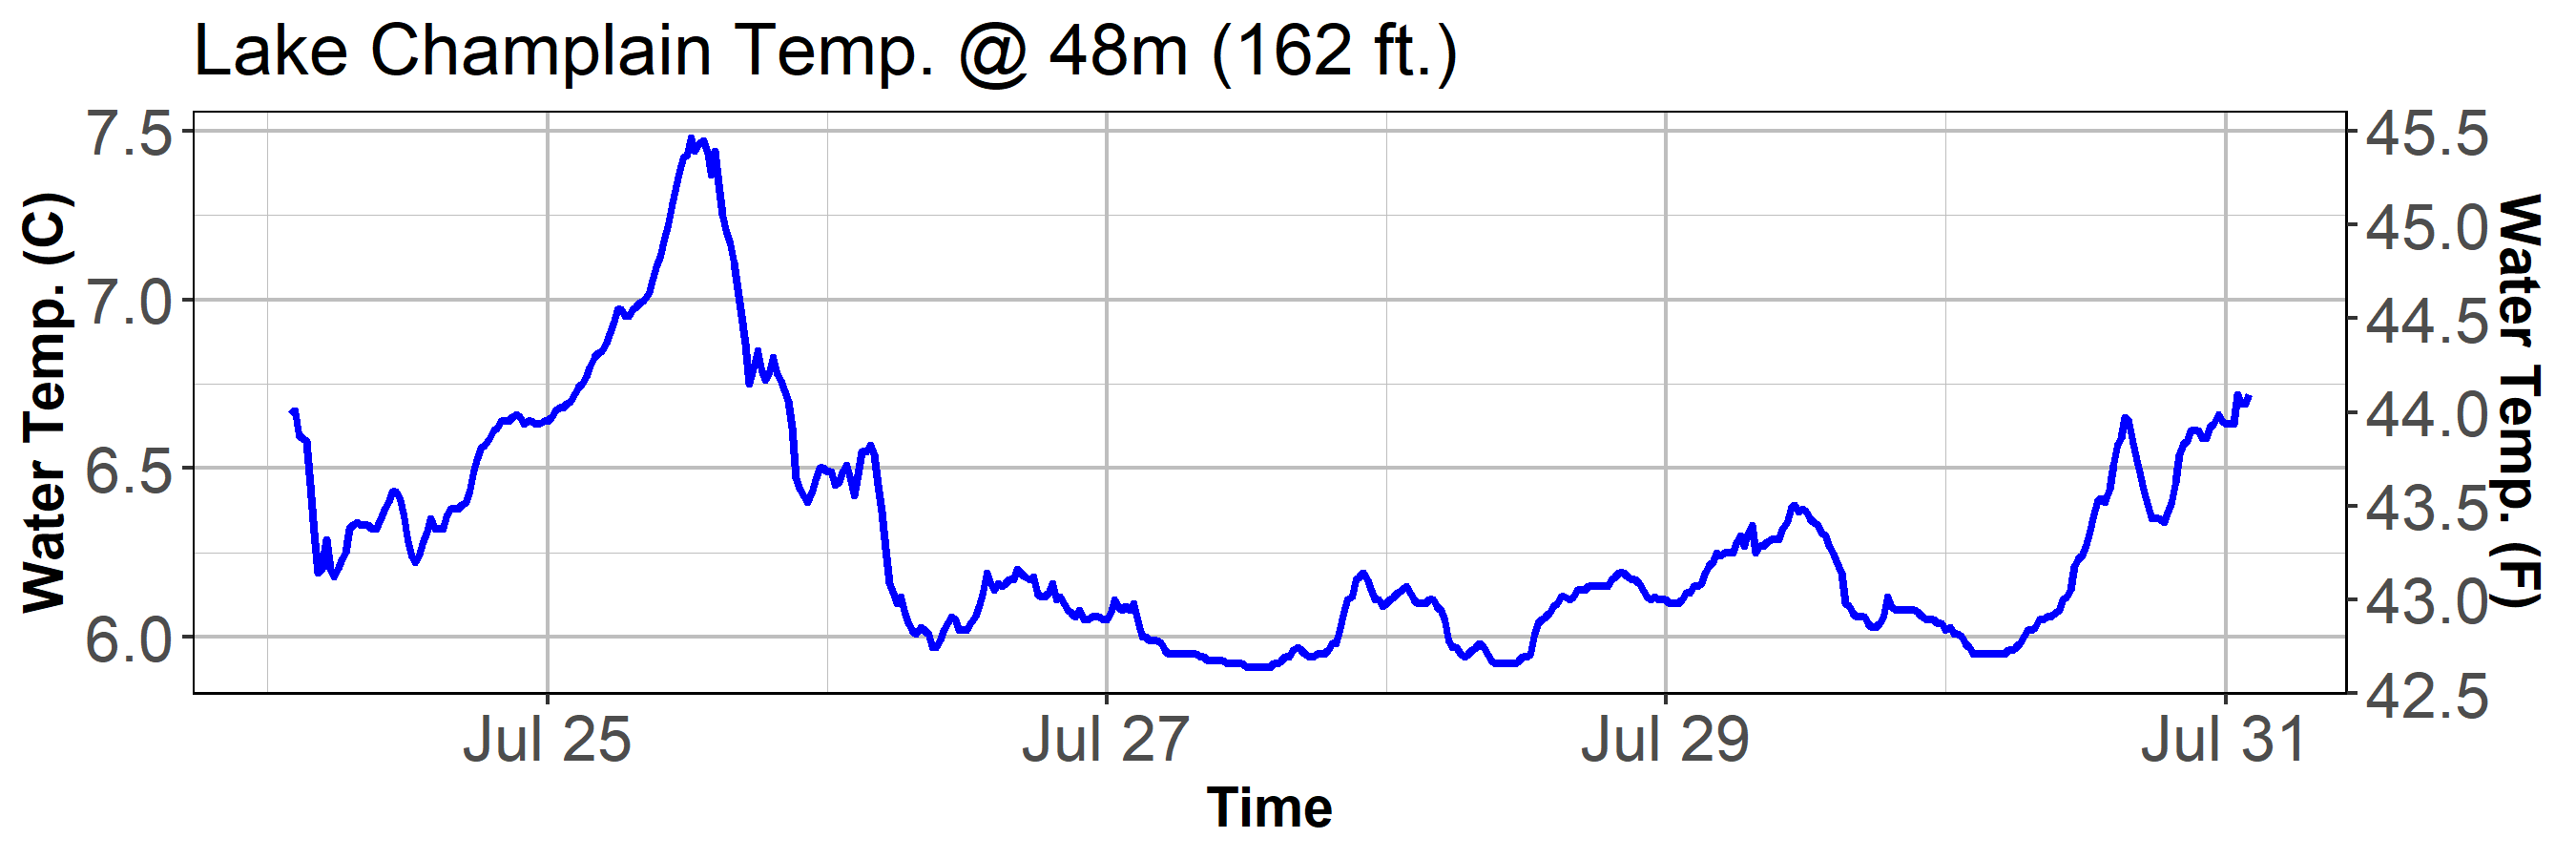 Lake Champlain Temp. @ 48m (162 ft.)
Water Temp. (C)
7.5
7.0
6.5
6.0
45.5
45.0
44.5
44.0
43.5
43.0
42.5
Water Temp. (F)
Jul 25
Jul 27
Jul 29
Jul 31
Time